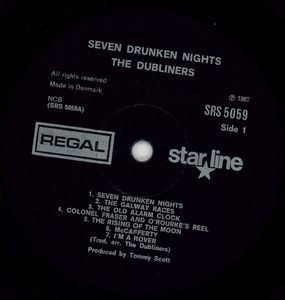 SEVEN DRUNKEN NIGHTS
THE DUBLINERS
All rights reserved
Made in Denmark
NCB
(SRS 5059A)
℗ 1967
SRS 5059
Side 1
REGAL
starline
1. SEVEN DRUNKEN NIGHTS
2. THE GALWAY RACES
3. THE OLD ALARM CLOCK
4. COLONEL FRASER AND O'ROURKE'S REEL
5. THE RISING OF THE MOON
6. McCAFFERTY
7. I'M A ROVER
(Trad. arr. The Dubliners)
Produced by Tommy Scott